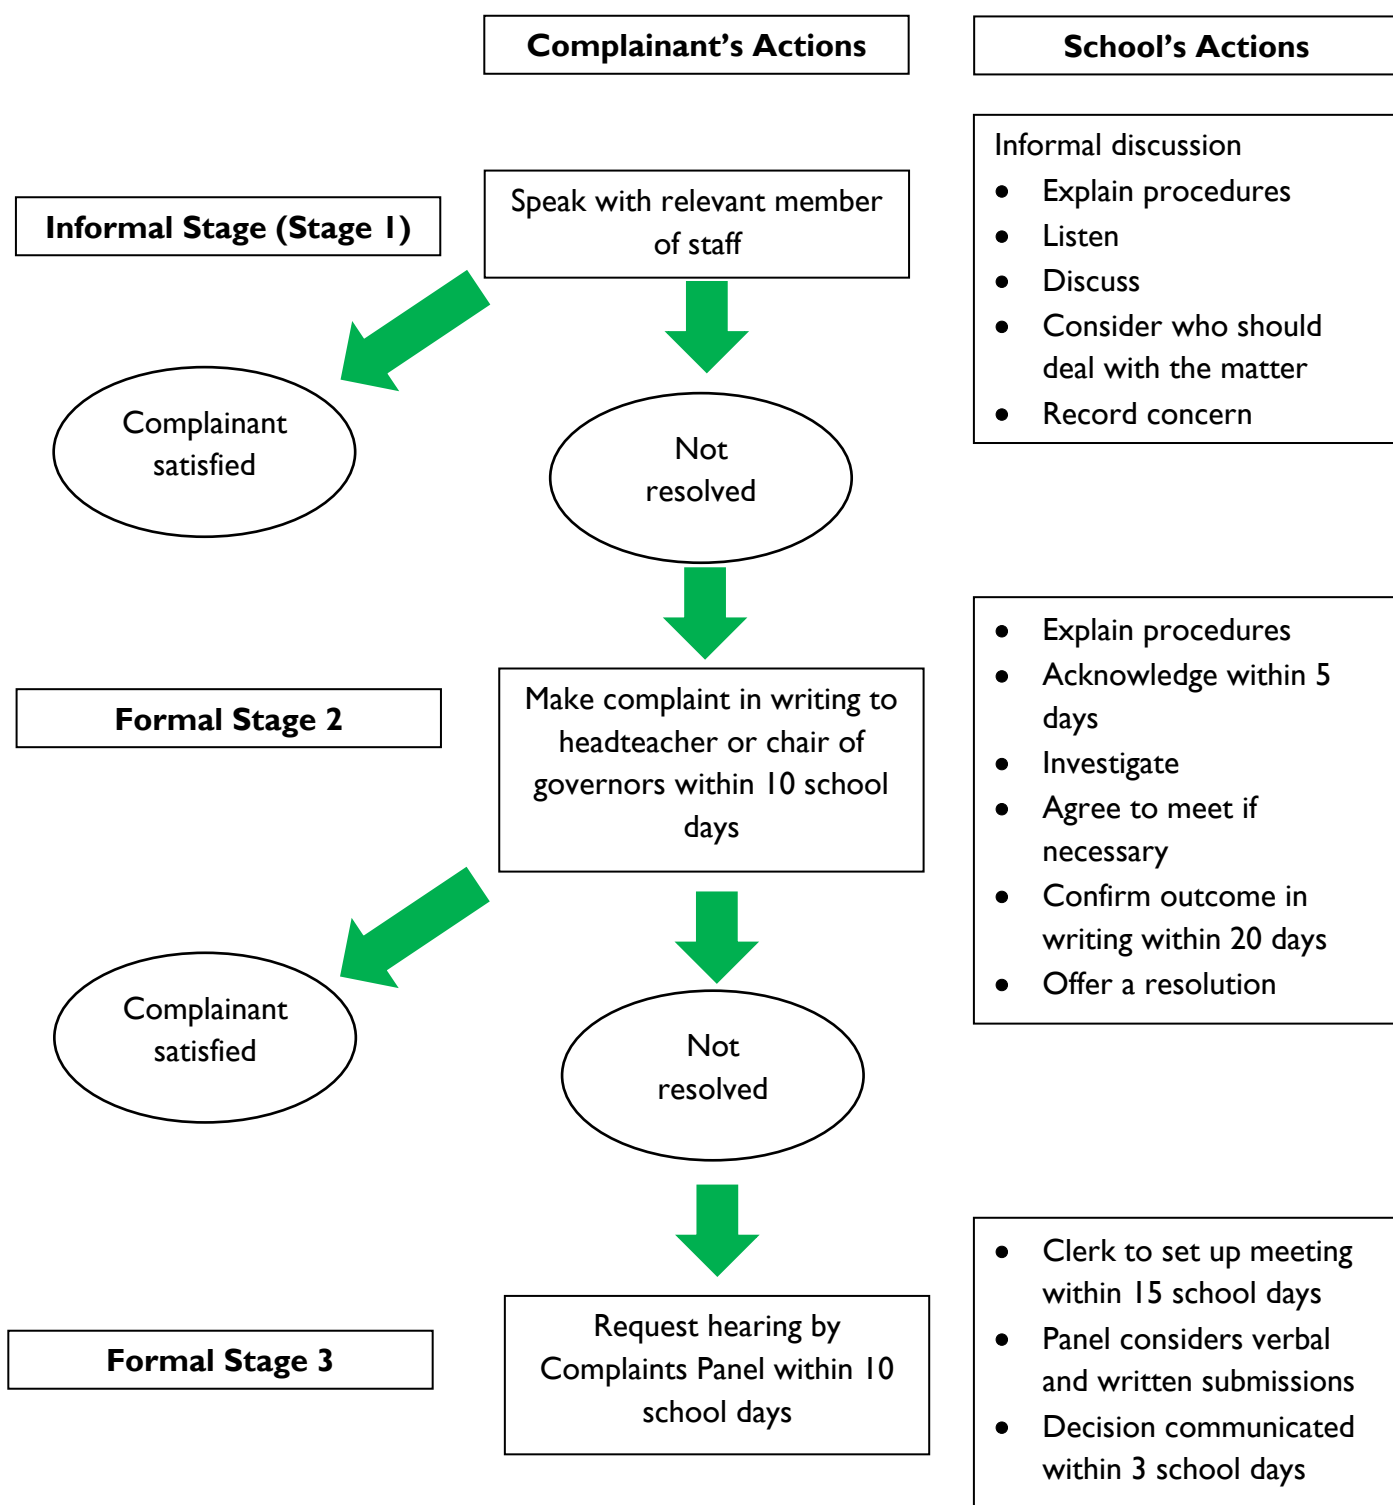 Complainant's Actions
School's Actions
Informal Stage (Stage 1)
Speak with relevant member
of staff
Informal discussion
• Explain procedures
• Listen
• Discuss
• Consider who should
deal with the matter
• Record concern
Complainant
satisfied
Not
resolved
Formal Stage 2
Make complaint in writing to
headteacher or chair of
governors within 10 school
days
• Explain procedures
• Acknowledge within 5
days
• Investigate
• Agree to meet if
necessary
• Confirm outcome in
writing within 20 days
• Offer a resolution
Complainant
satisfied
Not
resolved
Formal Stage 3
Request hearing by
Complaints Panel within 10
school days
• Clerk to set up meeting
within 15 school days
• Panel considers verbal
and written submissions
• Decision communicated
within 3 school days